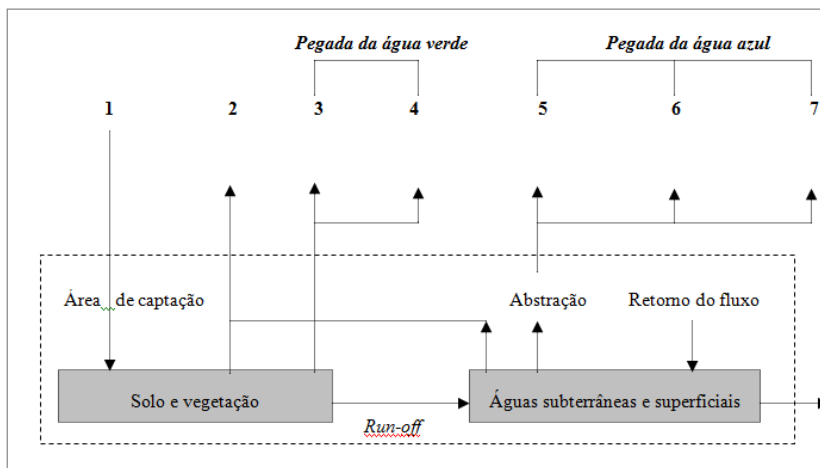 Pegada da água verde
Pegada da água azul
1
2
3
4
5
6
7
Área de captação
Abstração
Retorno do fluxo
Solo e vegetação
Águas subterrâneas e superficiais
Run-off